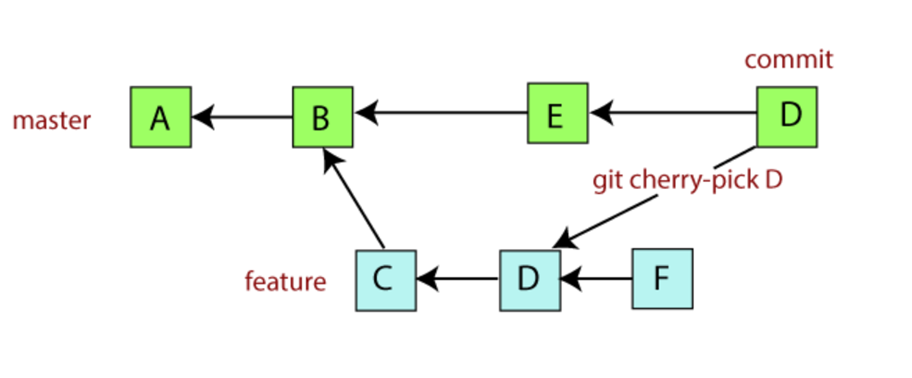 commit
master
A
B
E
D
git cherry-pick D
feature
C
D
F